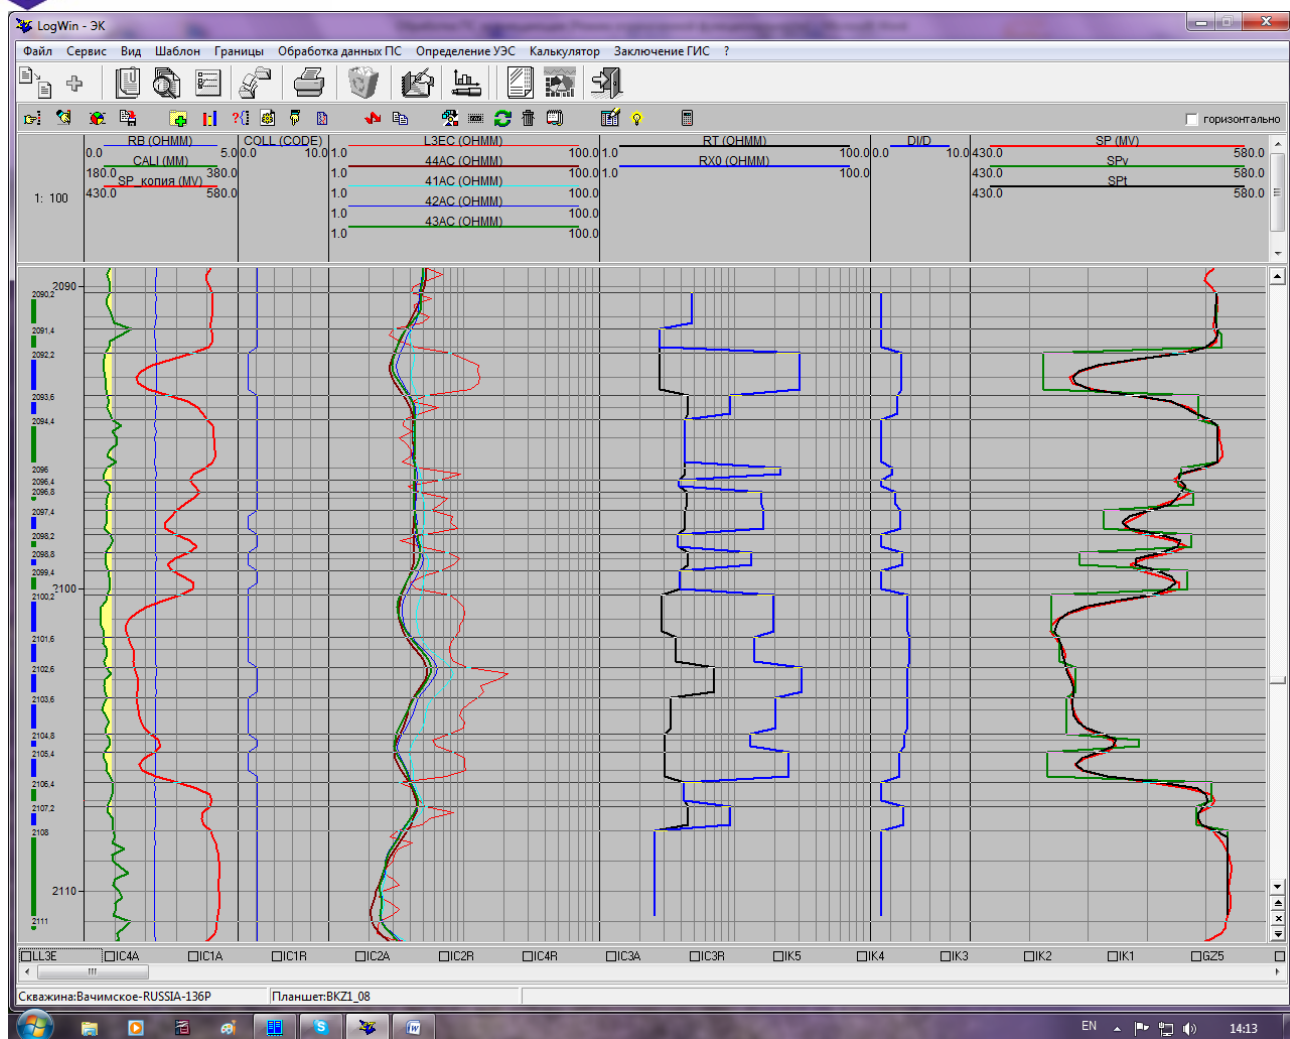 LogWin - ЭК
Файл Сервис Вид Шаблон Границы Обработка данных ПС Определение УЭС Калькулятор Заключение ГИС ?
горизонтально
RB (OHMM) COLL (CODE) L3EC (OHMM) RT (OHMM) DI/D SP (MV)
0.0 5.0 0.0 10.0 1.0 100.0 1.0 100.0 0.0 10.0 430.0 580.0
CALI (MM) 44AC (OHMM) RX0 (OHMM) SPv
180.0 380.0 1.0 100.0 1.0 100.0 430.0 580.0
SP_копия (MV) 41AC (OHMM) SPt
1: 100 430.0 580.0 1.0 100.0 430.0 580.0
42AC (OHMM)
1.0 100.0
43AC (OHMM)
1.0 100.0
2090
2090,2
2091,4
2092,2
2093,6
2094,4
2096
2096,4
2096,8
2097,4
2098,2
2098,8
2099,4
2100
2100,2
2101,6
2102,6
2103,6
2104,8
2105,4
2106,4
2107,2
2108
2110
2111
LL3E IC4A IC1A IC1R IC2A IC2R IC4R IC3A IC3R IK5 IK4 IK3 IK2 IK1 GZ5
Скважина:Вачимское-RUSSIA-136P Планшет:BKZ1_08
EN 14:13